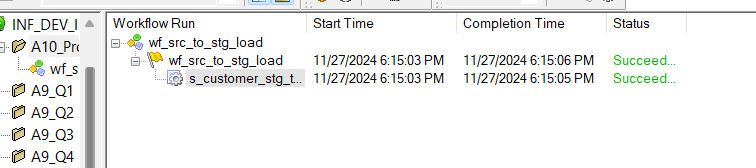 INF_DEV_I
A10_Pro
wf_s
A9_Q1
A9_Q2
A9_Q3
A9_Q4
Workflow Run Start Time Completion Time Status
wf_src_to_stg_load
wf_src_to_stg_load 11/27/2024 6:15:03 PM 11/27/2024 6:15:06 PM Succeed...
s_customer_stg_t... 11/27/2024 6:15:03 PM 11/27/2024 6:15:05 PM Succeed...